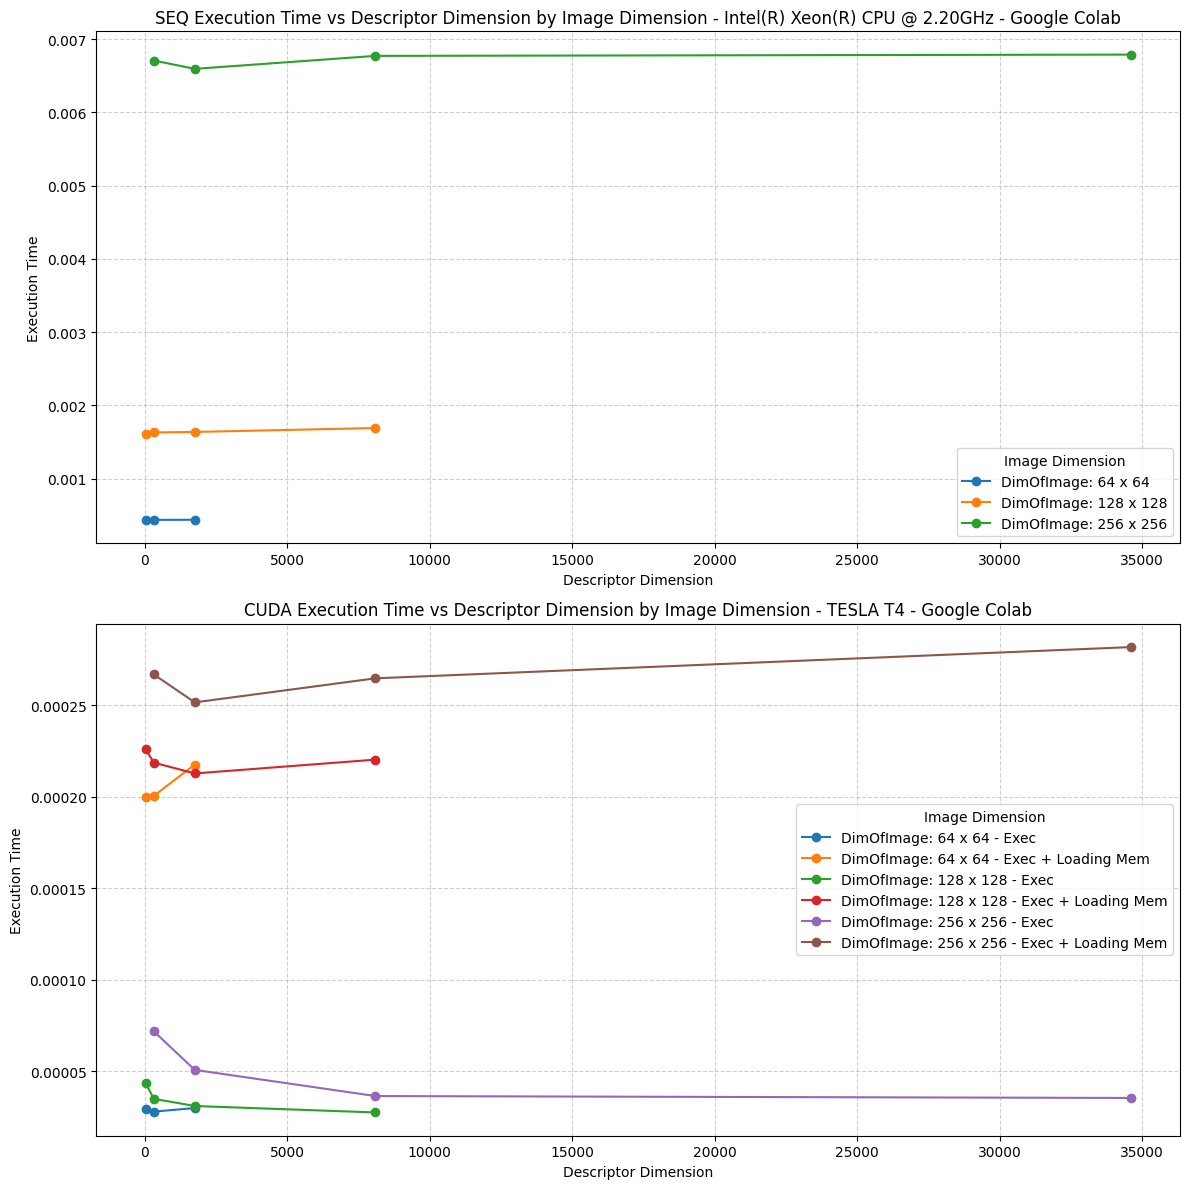 SEQ Execution Time vs Descriptor Dimension by Image Dimension - Intel(R) Xeon(R) CPU @ 2.20GHz - Google Colab
0.007
0.006
0.005
0.004
0.003
0.002
0.001
Execution Time
Image Dimension
DimOfImage: 64 x 64
DimOfImage: 128 x 128
DimOfImage: 256 x 256
0 5000 10000 15000 20000 25000 30000 35000
Descriptor Dimension
CUDA Execution Time vs Descriptor Dimension by Image Dimension - TESLA T4 - Google Colab
0.00025
0.00020
0.00015
0.00010
0.00005
Execution Time
Image Dimension
DimOfImage: 64 x 64 - Exec
DimOfImage: 64 x 64 - Exec + Loading Mem
DimOfImage: 128 x 128 - Exec
DimOfImage: 128 x 128 - Exec + Loading Mem
DimOfImage: 256 x 256 - Exec
DimOfImage: 256 x 256 - Exec + Loading Mem
0 5000 10000 15000 20000 25000 30000 35000
Descriptor Dimension